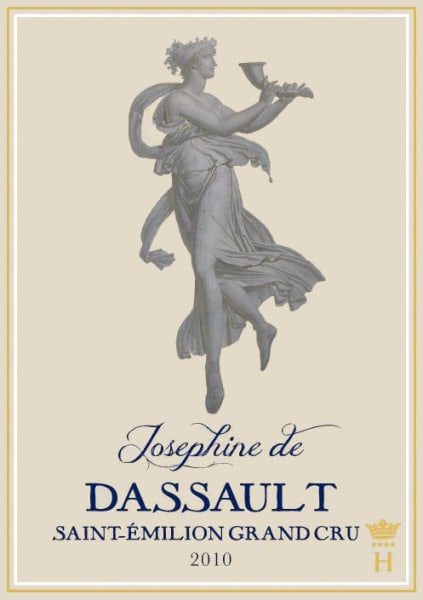 Josephine de
DASSAULT
SAINT-ÉMILION GRAND CRU
2010
H